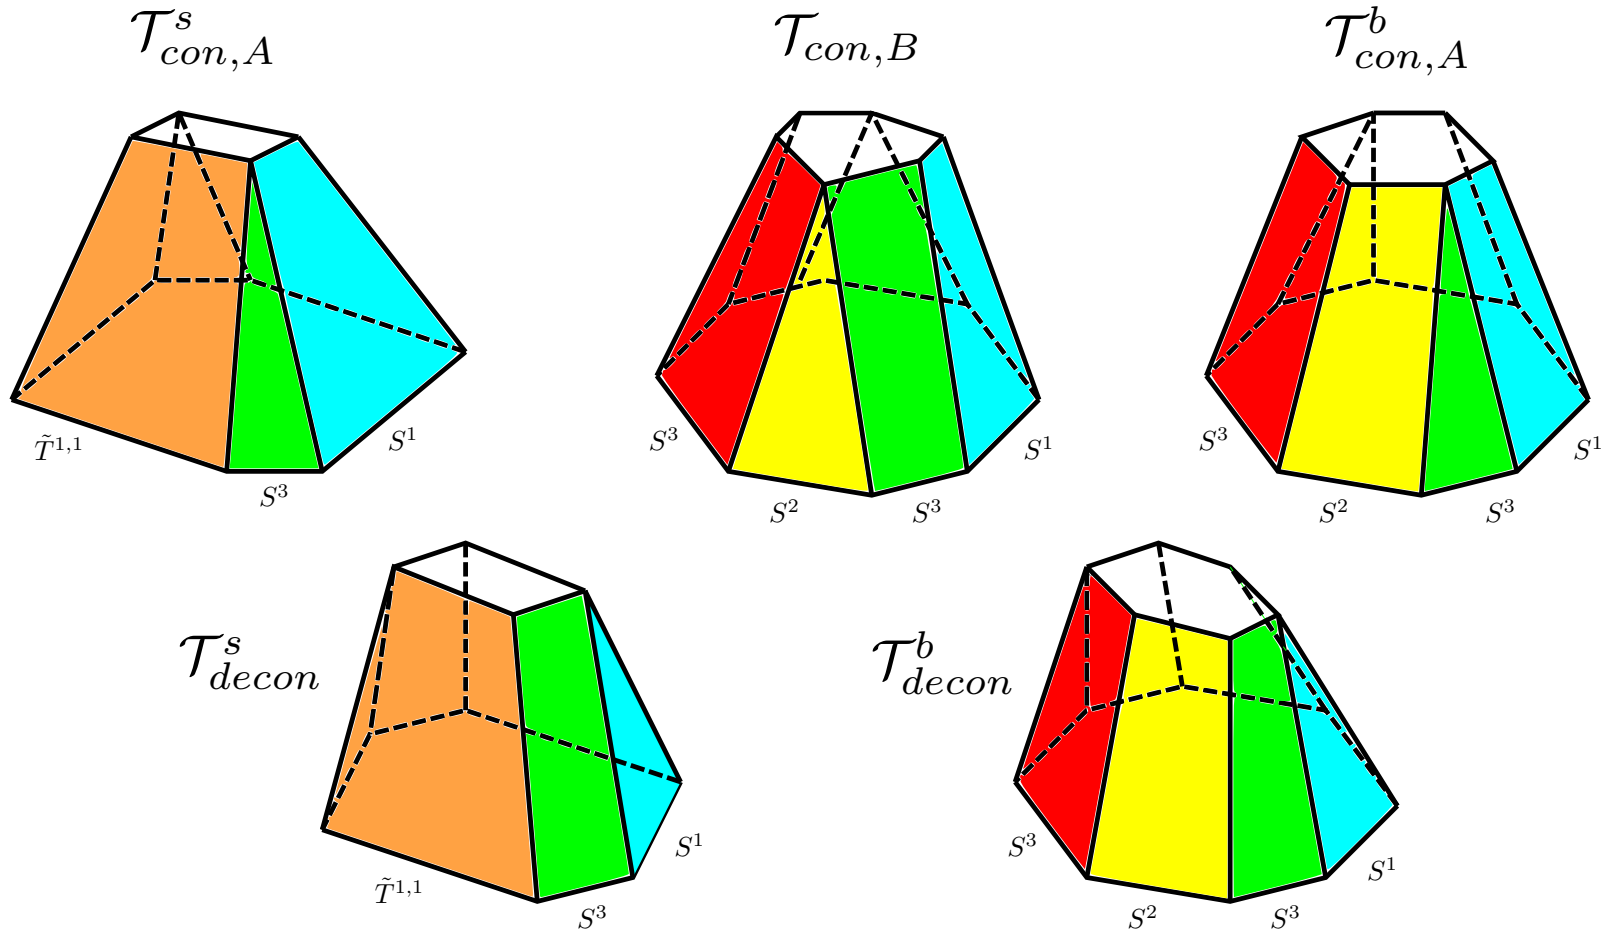 𝒯^s_{con,A}
𝒯_{con,B}
𝒯^b_{con,A}
T̃^{1,1}
S^3
S^1
S^3
S^2
S^3
S^1
S^3
S^2
S^3
S^1
𝒯^s_{decon}
𝒯^b_{decon}
T̃^{1,1}
S^3
S^1
S^3
S^2
S^3
S^1